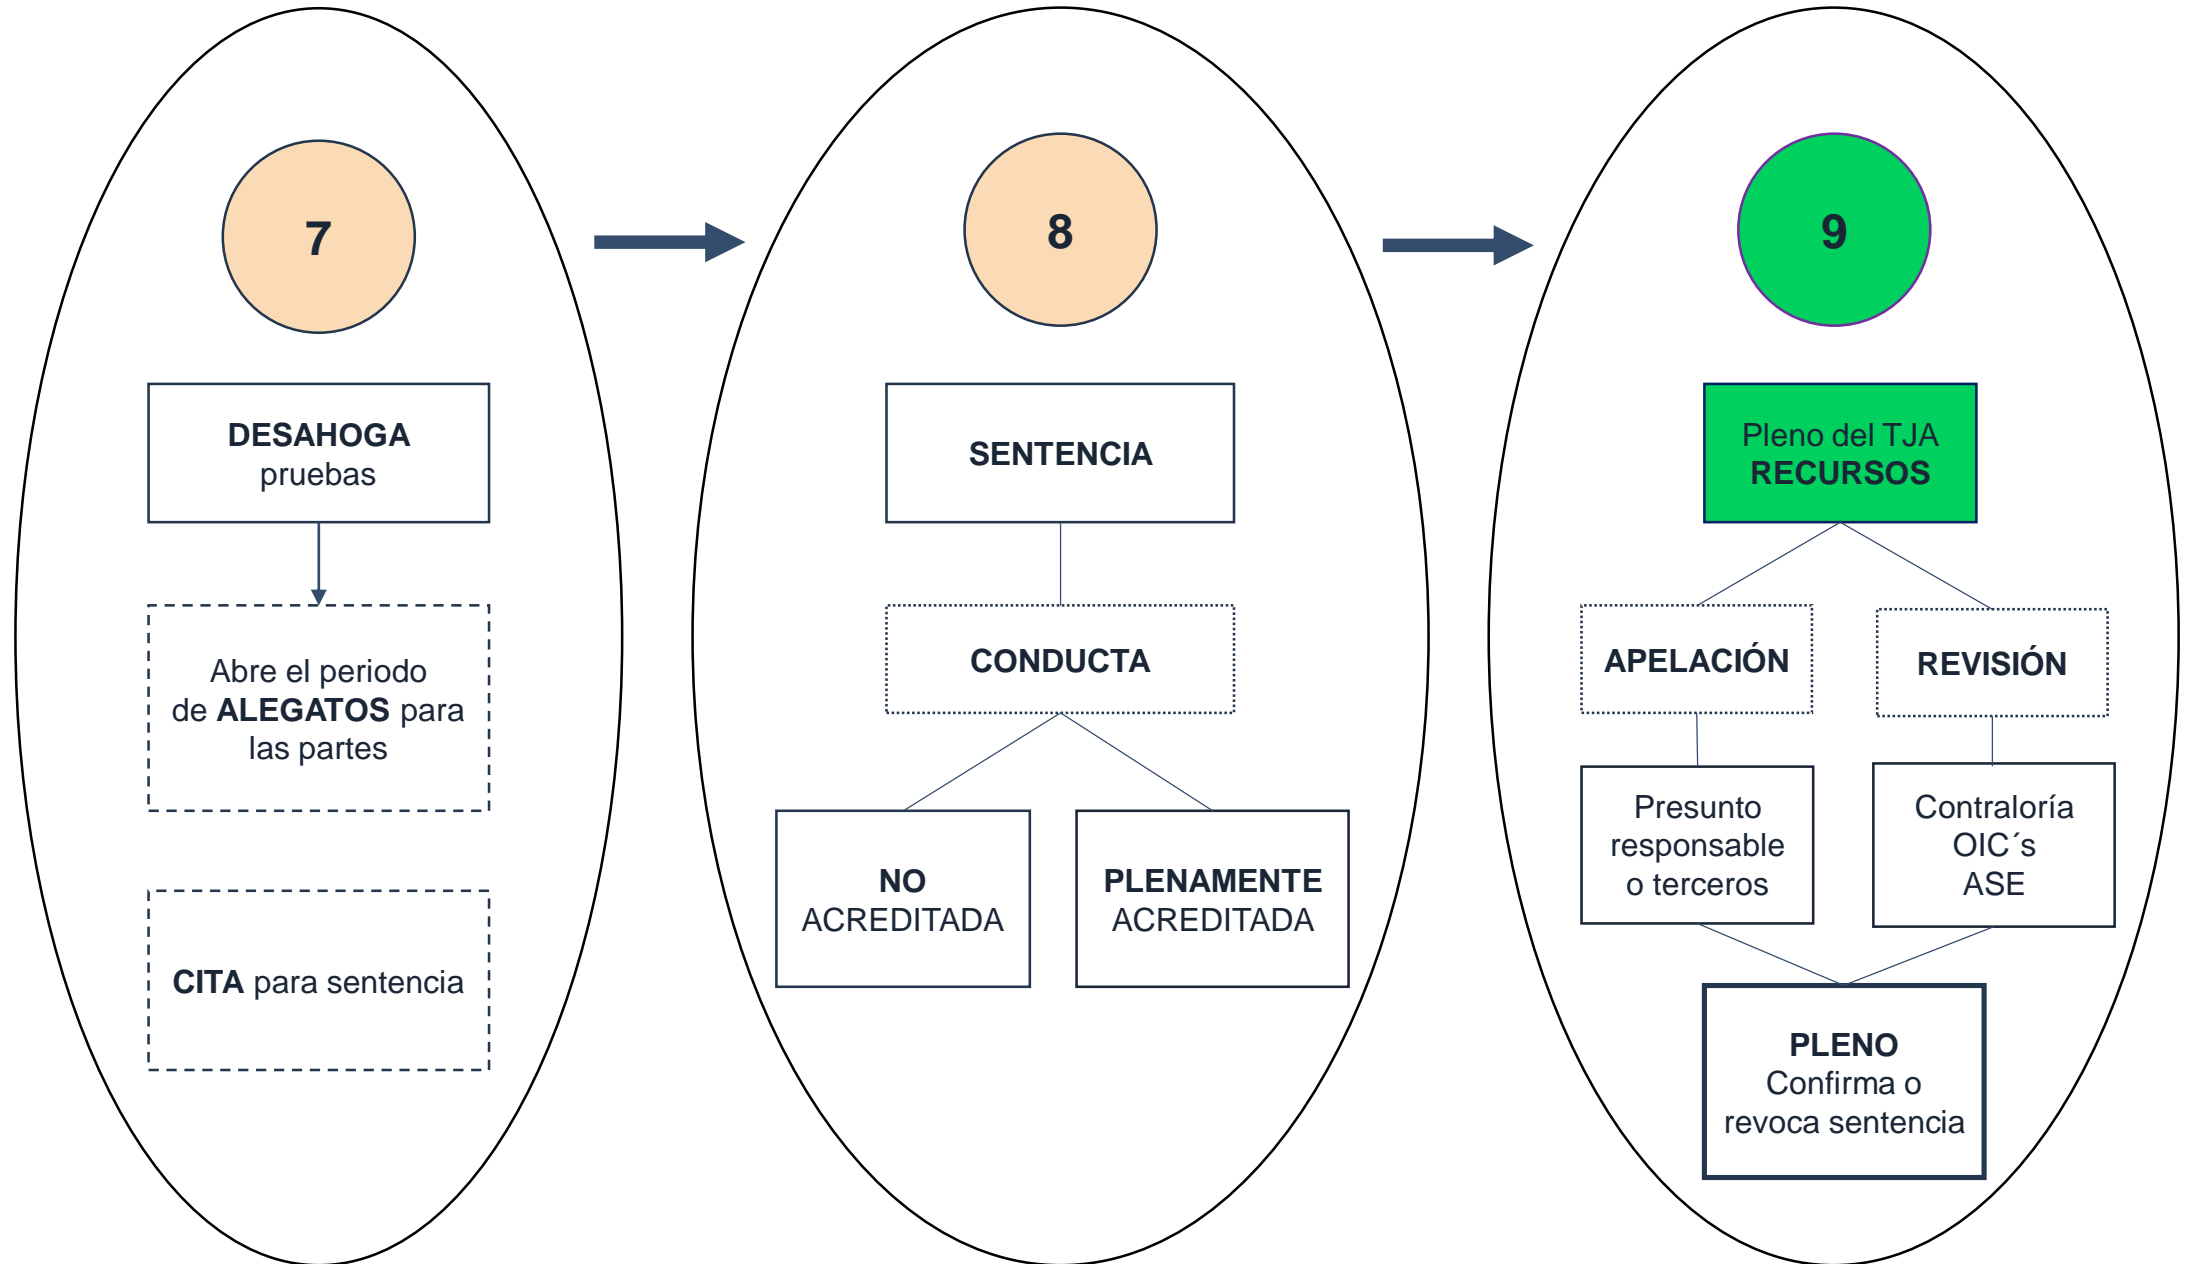 7
DESAHOGA
pruebas
Abre el periodo
de ALEGATOS para
las partes
CITA para sentencia
8
SENTENCIA
CONDUCTA
NO
ACREDITADA
PLENAMENTE
ACREDITADA
9
Pleno del TJA
RECURSOS
APELACIÓN
REVISIÓN
Presunto
responsable
o terceros
Contraloría
OIC´s
ASE
PLENO
Confirma o
revoca sentencia